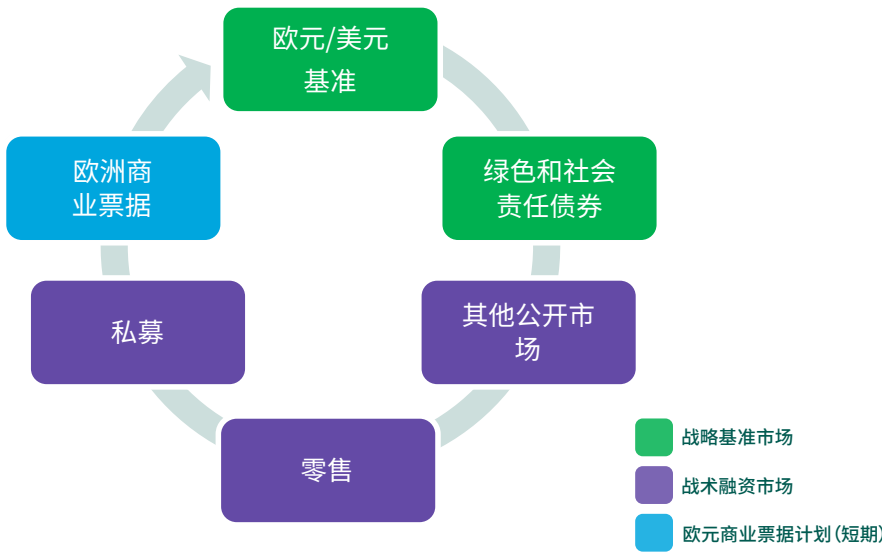 欧元/美元
基准
欧洲商
业票据
绿色和社会
责任债券
私募
其他公开市
场
零售
战略基准市场
战术融资市场
欧元商业票据计划(短期)